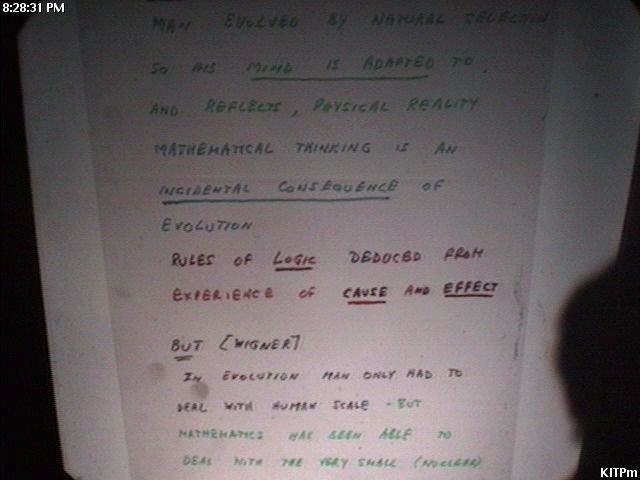 8:28:31 PM
MAN EVOLVED BY NATURAL SELECTION
SO HIS MIND IS ADAPTED TO,
AND REFLECTS, PHYSICAL REALITY
MATHEMATICAL THINKING IS AN
INCIDENTAL CONSEQUENCE OF
EVOLUTION
RULES OF LOGIC DEDUCED FROM
EXPERIENCE OF CAUSE AND EFFECT
BUT [WIGNER]
IN EVOLUTION MAN ONLY HAD TO
DEAL WITH HUMAN SCALE - BUT
MATHEMATICS HAS BEEN ABLE TO
DEAL WITH THE VERY SMALL (NUCLEAR)
KITPm